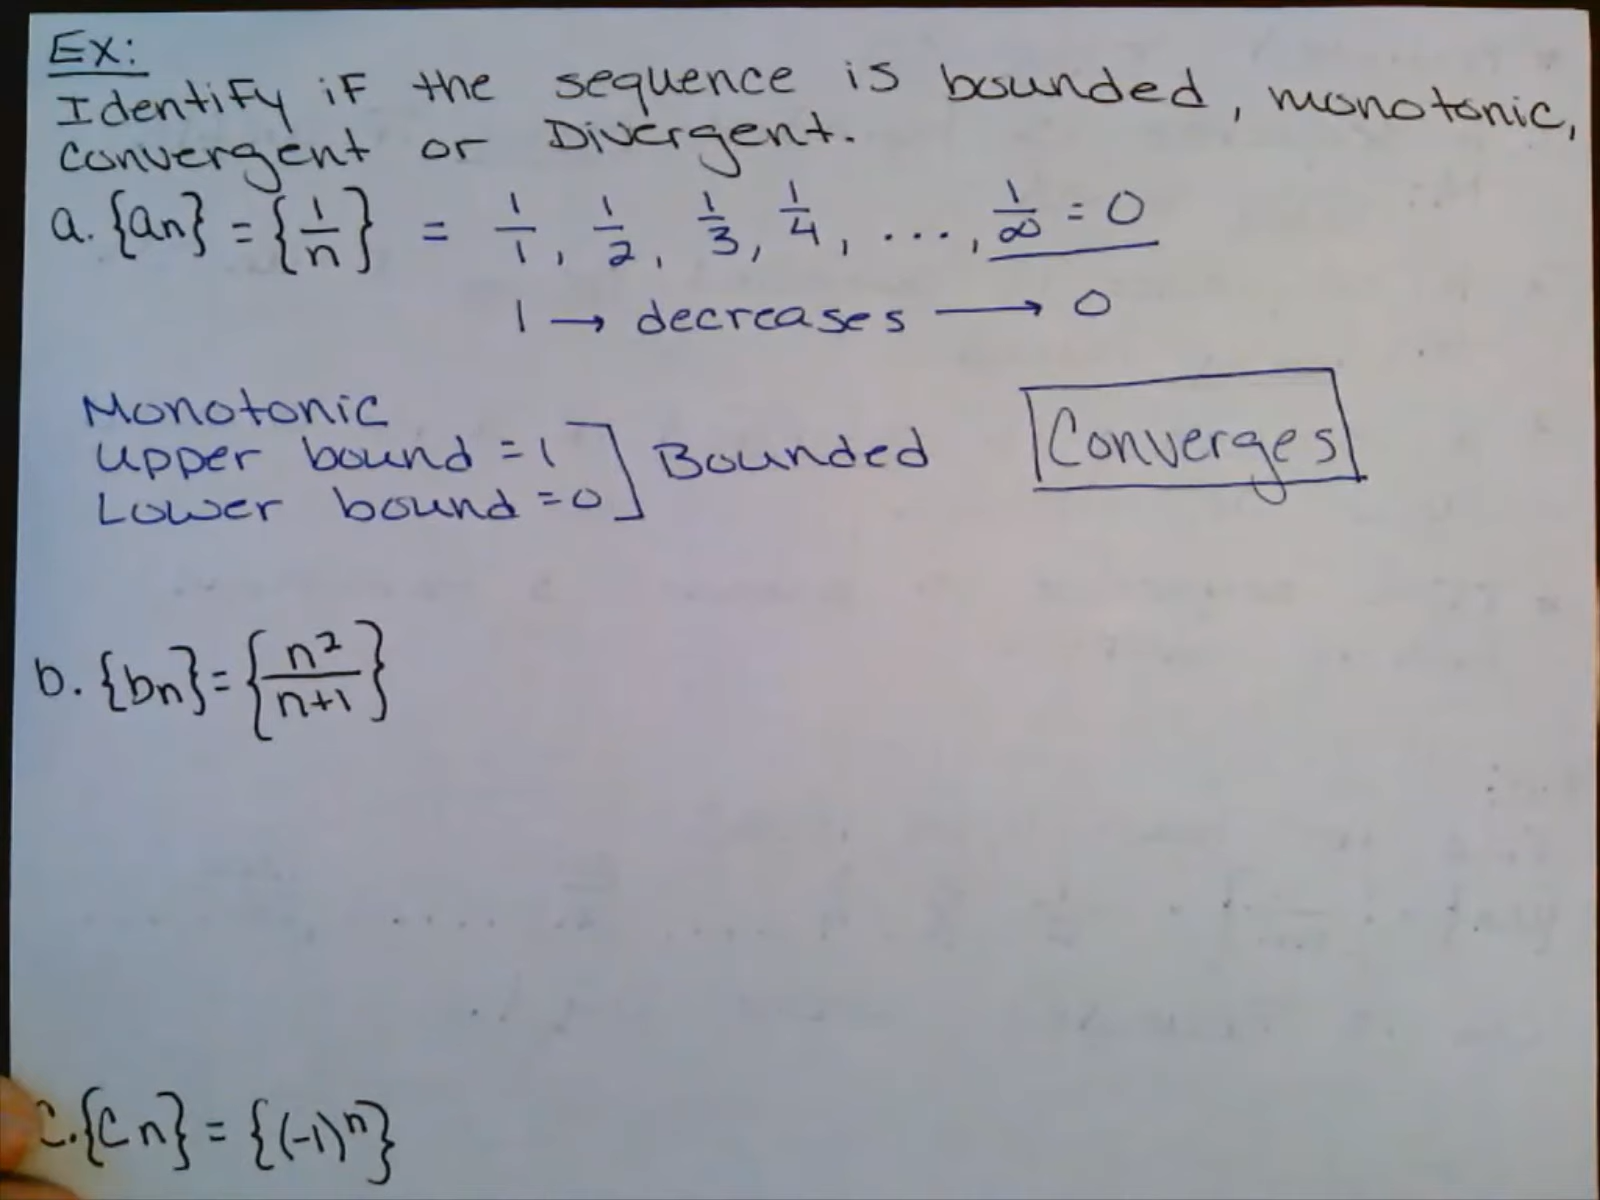 Ex:
Identify if the sequence is bounded, monotonic,
convergent or Divergent.
a. {an} = {1/n} = 1/1, 1/2, 1/3, 1/4, ..., 1/∞ = 0
1 → decreases → 0
Monotonic
Upper bound = 1
Lower bound = 0
] Bounded
Converges
b. {bn} = {n²/n+1}
c. {Cn} = {(-1)ⁿ}